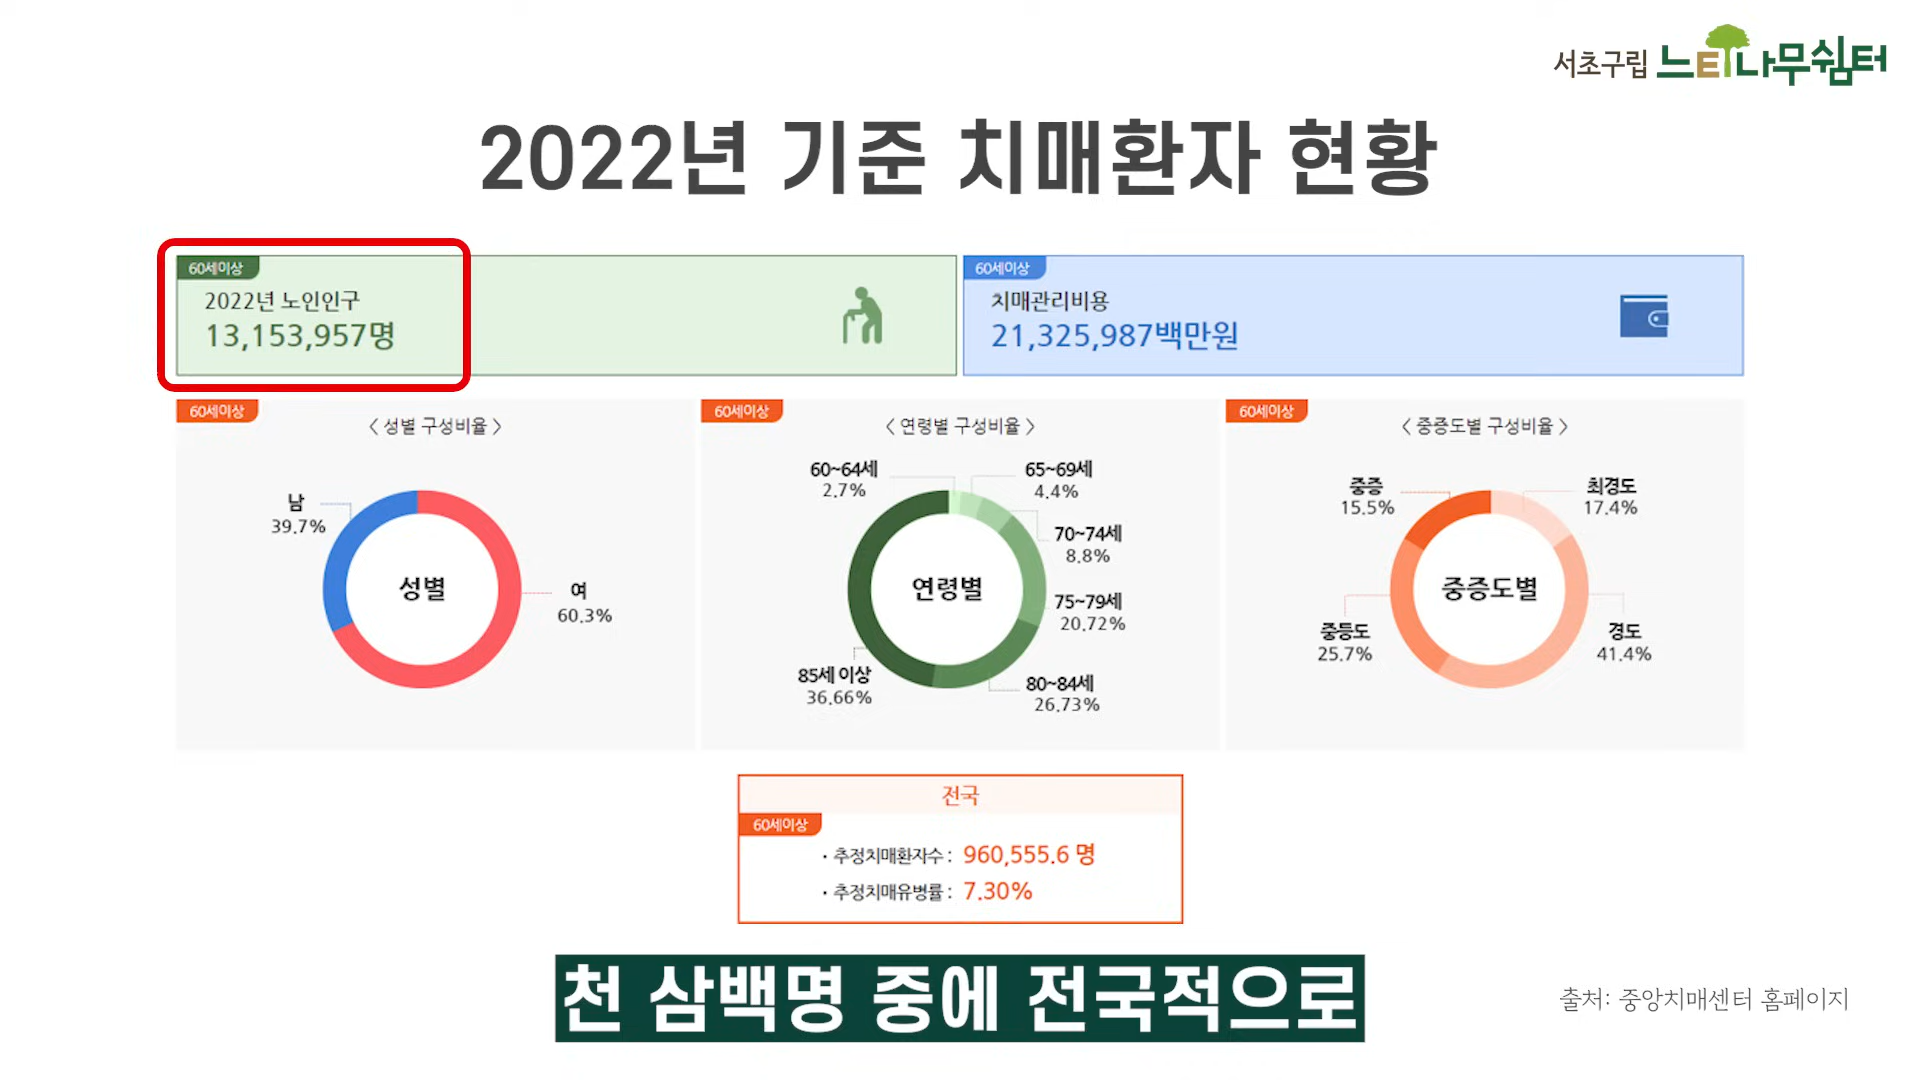 서초구립 느티나무쉼터
2022년 기준 치매환자 현황
60세이상
2022년 노인인구
13,153,957명
60세이상
치매관리비용
21,325,987백만원
60세이상
< 성별 구성비율 >
남
39.7%
성별
여
60.3%
60세이상
< 연령별 구성비율 >
60~64세
2.7%
65~69세
4.4%
70~74세
8.8%
75~79세
20.72%
연령별
85세 이상
36.66%
80~84세
26.73%
60세이상
< 중증도별 구성비율 >
중증
15.5%
최경도
17.4%
중증도별
중등도
25.7%
경도
41.4%
전국
60세이상
· 추정치매환자수 : 960,555.6 명
· 추정치매유병률 : 7.30%
천 삼백명 중에 전국적으로
출처: 중앙치매센터 홈페이지